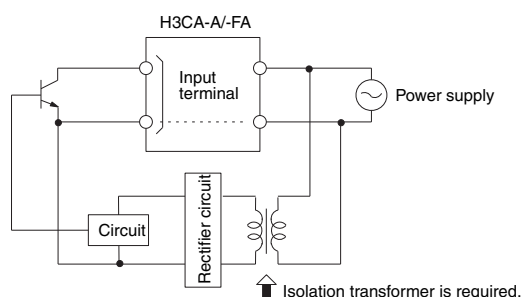 H3CA-A/-FA
Input
terminal
Power supply
Circuit
Rectifier circuit
Isolation transformer is required.